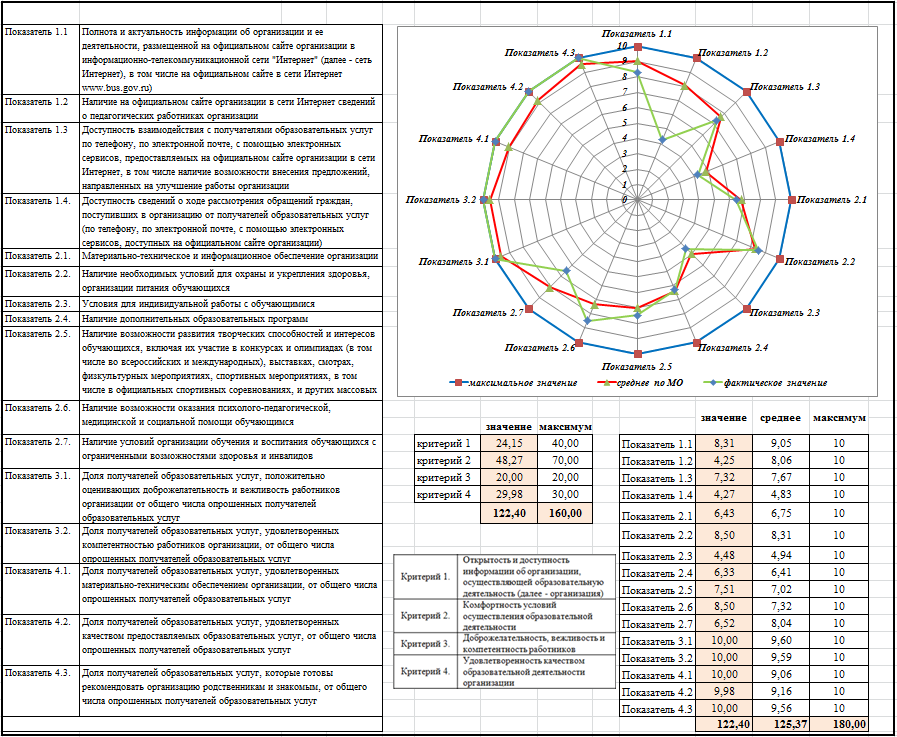 Показатель 1.1
Полнота и актуальность информации об организации и ее
деятельности, размещенной на официальном сайте организации в
информационно-телекоммуникационной сети "Интернет" (далее - сеть
Интернет), в том числе на официальном сайте в сети Интернет
www.bus.gov.ru)
Показатель 1.2
Наличие на официальном сайте организации в сети Интернет сведений
о педагогических работниках организации
Показатель 1.3
Доступность взаимодействия с получателями образовательных услуг
по телефону, по электронной почте, с помощью электронных
сервисов, предоставляемых на официальном сайте организации в сети
Интернет, в том числе наличие возможности внесения предложений,
направленных на улучшение работы организации
Показатель 1.4.
Доступность сведений о ходе рассмотрения обращений граждан,
поступивших в организацию от получателей образовательных услуг
(по телефону, по электронной почте, с помощью электронных
сервисов, доступных на официальном сайте организации)
Показатель 2.1.
Материально-техническое и информационное обеспечение организации
Показатель 2.2.
Наличие необходимых условий для охраны и укрепления здоровья,
организации питания обучающихся
Показатель 2.3.
Условия для индивидуальной работы с обучающимися
Показатель 2.4.
Наличие дополнительных образовательных программ
Показатель 2.5.
Наличие возможности развития творческих способностей и интересов
обучающихся, включая их участие в конкурсах и олимпиадах (в том
числе во всероссийских и международных), выставках, смотрах,
физкультурных мероприятиях, спортивных мероприятиях, в том
числе в официальных спортивных соревнованиях, и других массовых
Показатель 2.6.
Наличие возможности оказания психолого-педагогической,
медицинской и социальной помощи обучающимся
Показатель 2.7.
Наличие условий организации обучения и воспитания обучающихся с
ограниченными возможностями здоровья и инвалидов
Показатель 3.1.
Доля получателей образовательных услуг, положительно
оценивающих доброжелательность и вежливость работников
организации от общего числа опрошенных получателей
образовательных услуг
Показатель 3.2.
Доля получателей образовательных услуг, удовлетворенных
компетентностью работников организации, от общего числа
опрошенных получателей образовательных услуг
Показатель 4.1.
Доля получателей образовательных услуг, удовлетворенных
материально-техническим обеспечением организации, от общего числа
опрошенных получателей образовательных услуг
Показатель 4.2.
Доля получателей образовательных услуг, удовлетворенных
качеством предоставляемых образовательных услуг, от общего числа
опрошенных получателей образовательных услуг
Показатель 4.3.
Доля получателей образовательных услуг, которые готовы
рекомендовать организацию родственникам и знакомым, от общего
числа опрошенных получателей образовательных услуг
Показатель 1.1
Показатель 1.2
Показатель 1.3
Показатель 1.4
Показатель 2.1
Показатель 2.2
Показатель 2.3
Показатель 2.4
Показатель 2.5
Показатель 2.6
Показатель 2.7
Показатель 3.1
Показатель 3.2
Показатель 4.1
Показатель 4.2
Показатель 4.3
10
9
8
7
6
5
4
3
2
1
0
максимальное значение
среднее по МО
фактическое значение
значение максимум
критерий 1 24,15 40,00
критерий 2 48,27 70,00
критерий 3 20,00 20,00
критерий 4 29,98 30,00
122,40 160,00
Критерий 1.
Открытость и доступность
информации об организации,
осуществляющей образовательную
деятельность (далее - организация)
Критерий 2.
Комфортность условий
осуществления образовательной
деятельности
Критерий 3.
Доброжелательность, вежливость и
компетентность работников
Критерий 4.
Удовлетворенность качеством
образовательной деятельности
организации
значение среднее максимум
Показатель 1.1 8,31 9,05 10
Показатель 1.2 4,25 8,06 10
Показатель 1.3 7,32 7,67 10
Показатель 1.4 4,27 4,83 10
Показатель 2.1 6,43 6,75 10
Показатель 2.2 8,50 8,31 10
Показатель 2.3 4,48 4,94 10
Показатель 2.4 6,33 6,41 10
Показатель 2.5 7,51 7,02 10
Показатель 2.6 8,50 7,32 10
Показатель 2.7 6,52 8,04 10
Показатель 3.1 10,00 9,60 10
Показатель 3.2 10,00 9,59 10
Показатель 4.1 10,00 9,06 10
Показатель 4.2 9,98 9,16 10
Показатель 4.3 10,00 9,56 10
122,40 125,37 180,00